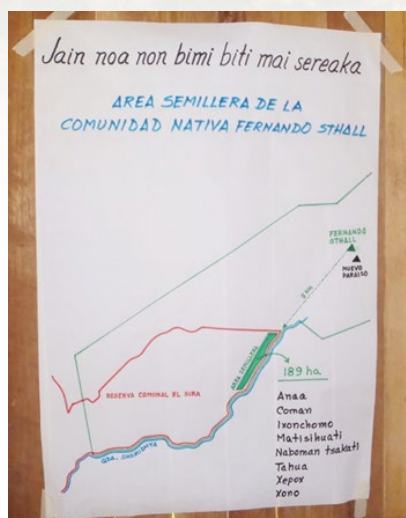 Jain noa non bimi biti mai sereaka
AREA SEMILLERA DE LA
COMUNIDAD NATIVA FERNANDO STHALL
FERNANDO
STHALL
NUEVO
PARAISO
AREA SEMILLERA
189 ha
RESERVA COMUNAL EL SIRA
Anaa
Coman
Ixonchomo
Matisihuati
Naboman tsakati
Tahua
Xepox
Xono
QDA.